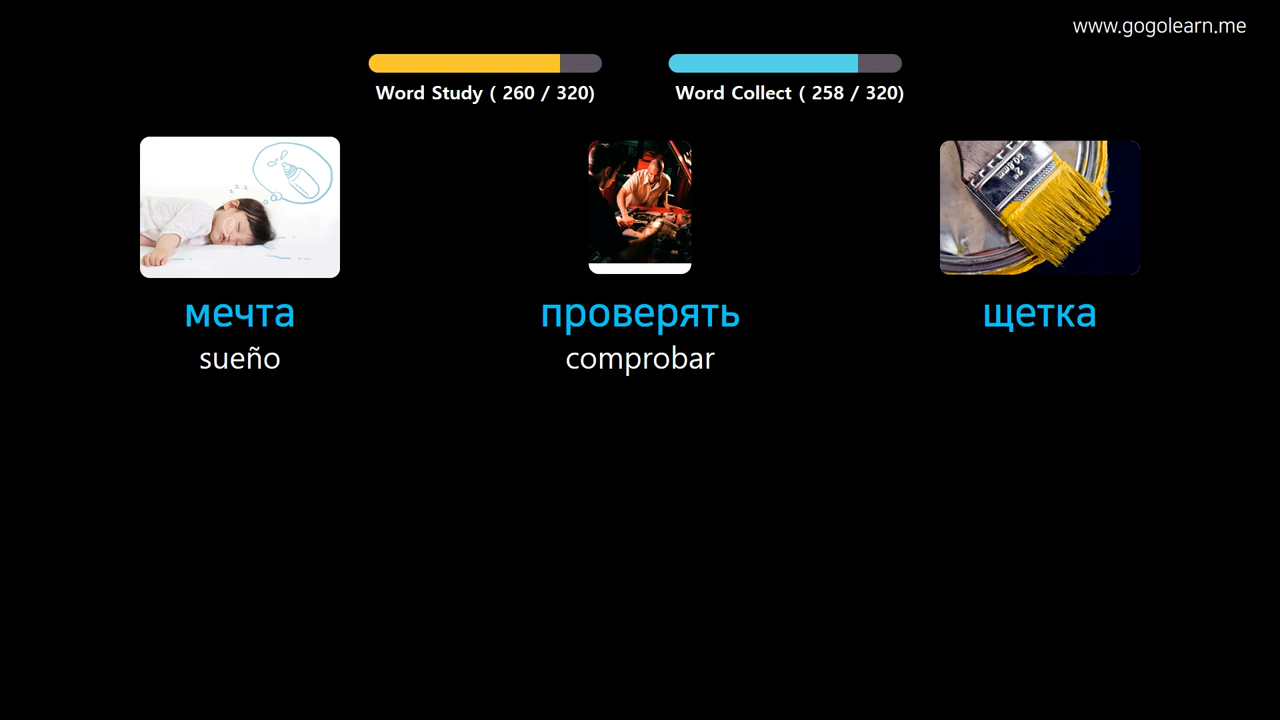 www.gogolearn.me
Word Study ( 260 / 320)
Word Collect ( 258 / 320)
мечта
проверять
щетка
sueño
comprobar